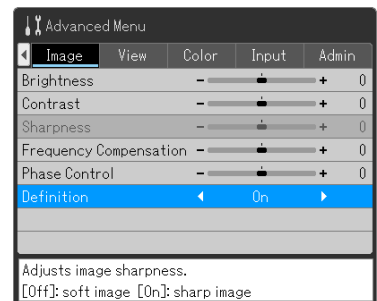 Advanced Menu
Image View Color Input Admin
Brightness - + 0
Contrast - + 0
Sharpness - + 0
Frequency Compensation - + 0
Phase Control - + 0
Definition On
Adjusts image sharpness.
[Off]: soft image [On]: sharp image